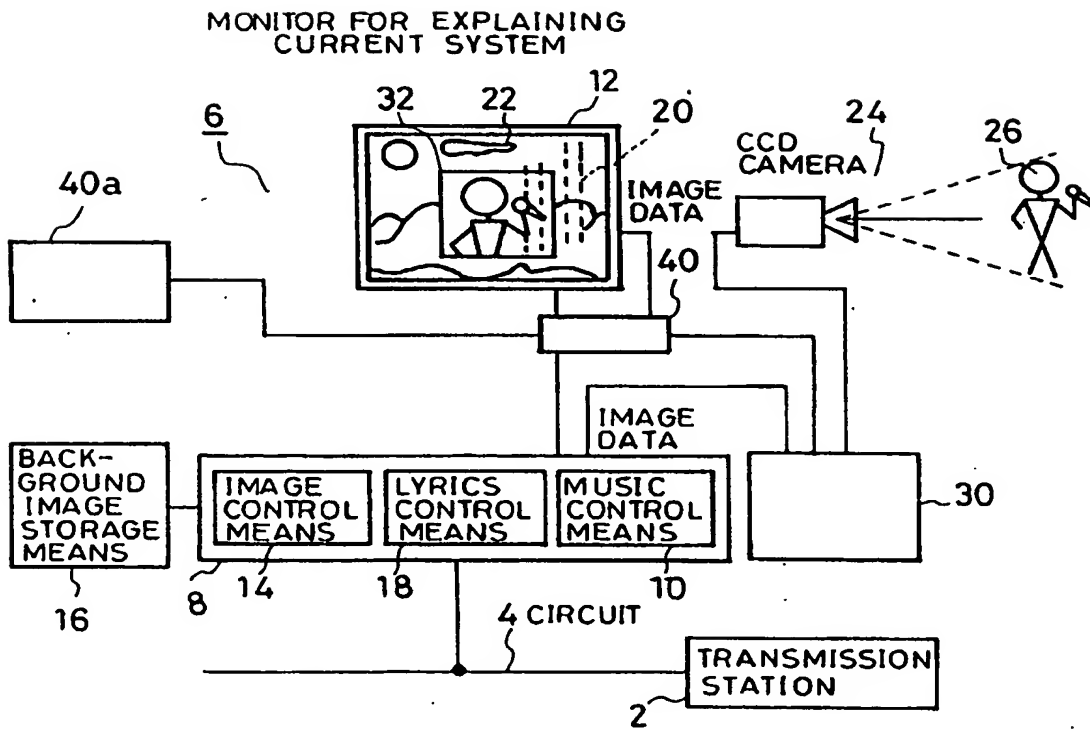 MONITOR FOR EXPLAINING
CURRENT SYSTEM
32
22
12
20
6
24
26
CCD
CAMERA
40a
IMAGE
DATA
40
IMAGE
DATA
BACK-
GROUND
IMAGE
STORAGE
MEANS
IMAGE
CONTROL
MEANS
LYRICS
CONTROL
MEANS
MUSIC
CONTROL
MEANS
30
16
8
14
18
10
4 CIRCUIT
TRANSMISSION
STATION
2